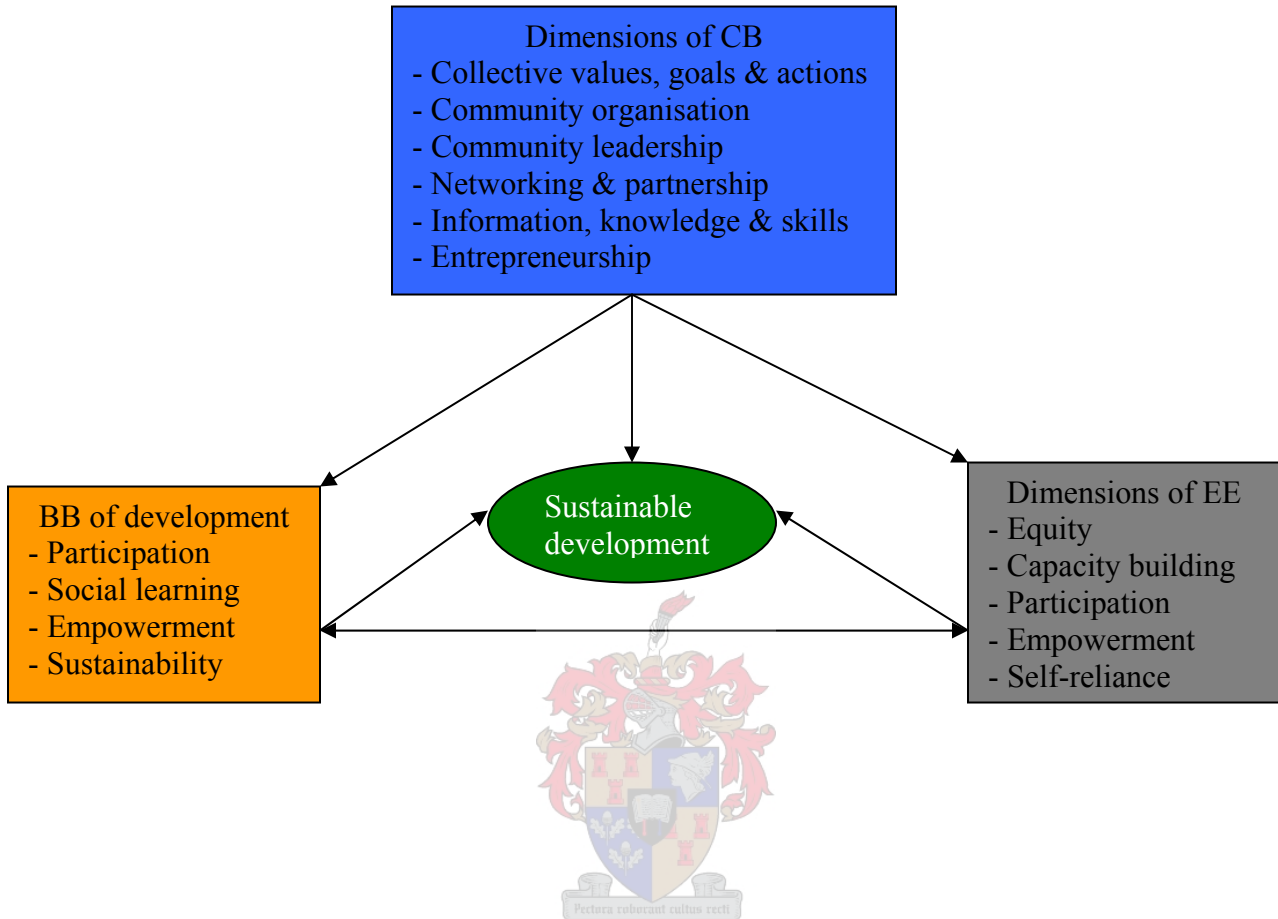 Dimensions of CB
- Collective values, goals & actions
- Community organisation
- Community leadership
- Networking & partnership
- Information, knowledge & skills
- Entrepreneurship
BB of development
- Participation
- Social learning
- Empowerment
- Sustainability
Sustainable
development
Dimensions of EE
- Equity
- Capacity building
- Participation
- Empowerment
- Self-reliance
Pectora roborant cultus recti